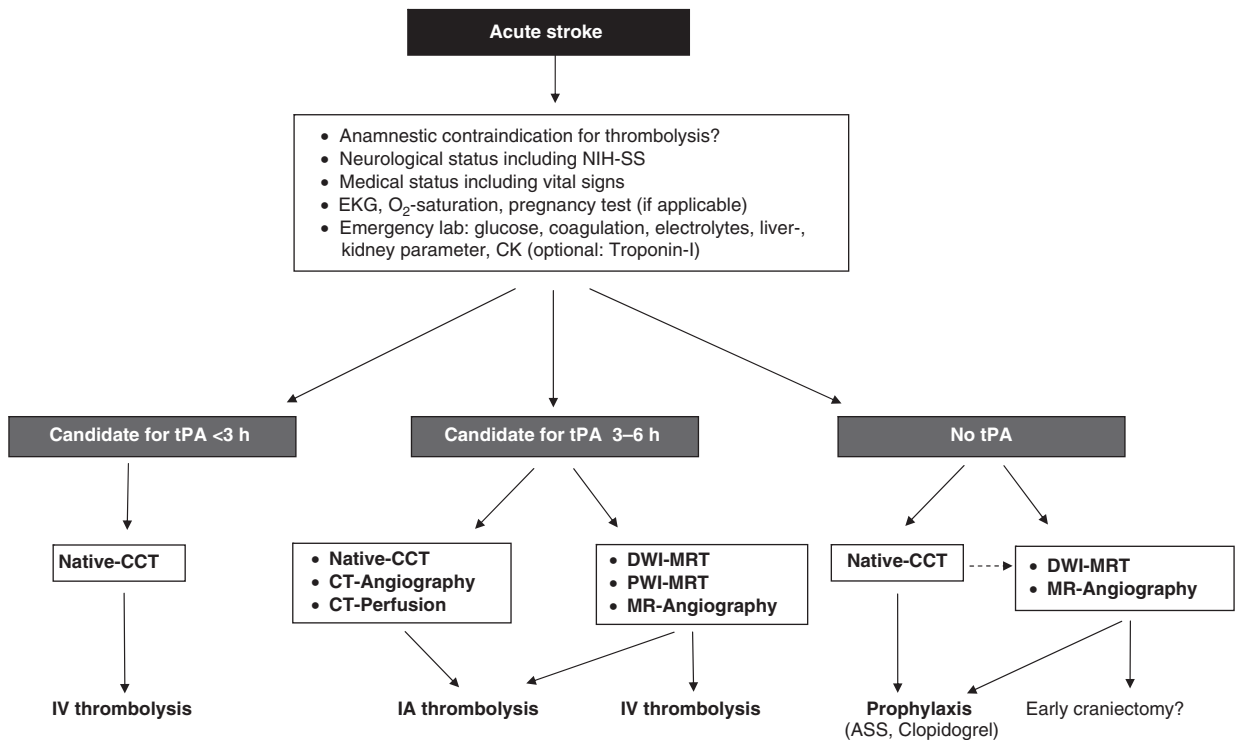 Acute stroke
• Anamnestic contraindication for thrombolysis?
• Neurological status including NIH-SS
• Medical status including vital signs
• EKG, O₂-saturation, pregnancy test (if applicable)
• Emergency lab: glucose, coagulation, electrolytes, liver-,
kidney parameter, CK (optional: Troponin-I)
Candidate for tPA <3 h
Candidate for tPA 3–6 h
No tPA
Native-CCT
• Native-CCT
• CT-Angiography
• CT-Perfusion
• DWI-MRT
• PWI-MRT
• MR-Angiography
Native-CCT
• DWI-MRT
• MR-Angiography
IV thrombolysis
IA thrombolysis
IV thrombolysis
Prophylaxis
(ASS, Clopidogrel)
Early craniectomy?